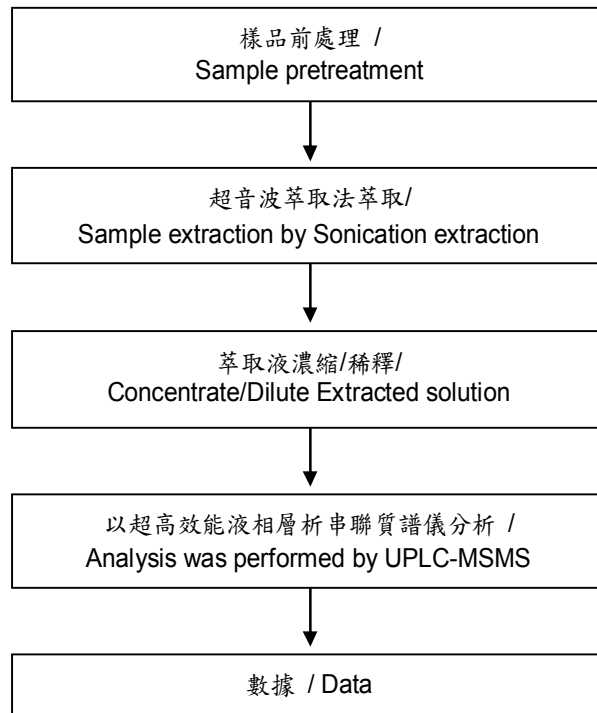 樣品前處理 /
Sample pretreatment
超音波萃取法萃取/
Sample extraction by Sonication extraction
萃取液濃縮/稀釋/
Concentrate/Dilute Extracted solution
以超高效能液相層析串聯質譜儀分析 /
Analysis was performed by UPLC-MSMS
數據 / Data